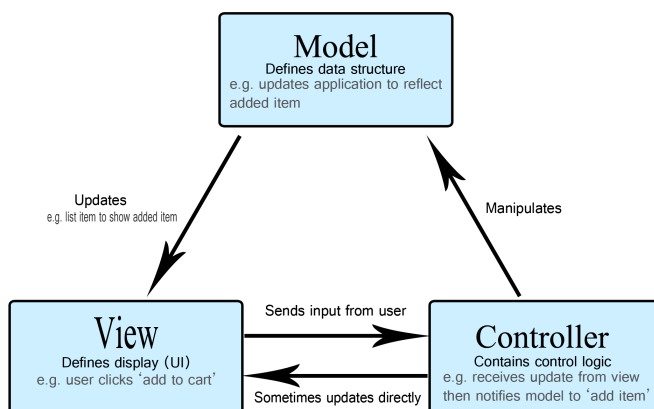 Model
Defines data structure
e.g. updates application to reflect
added item
Updates
e.g. list item to show added item
Manipulates
Sends input from user
View
Defines display (UI)
e.g. user clicks ‘add to cart’
Controller
Contains control logic
e.g. receives update from view
then notifies model to ‘add item’
Sometimes updates directly